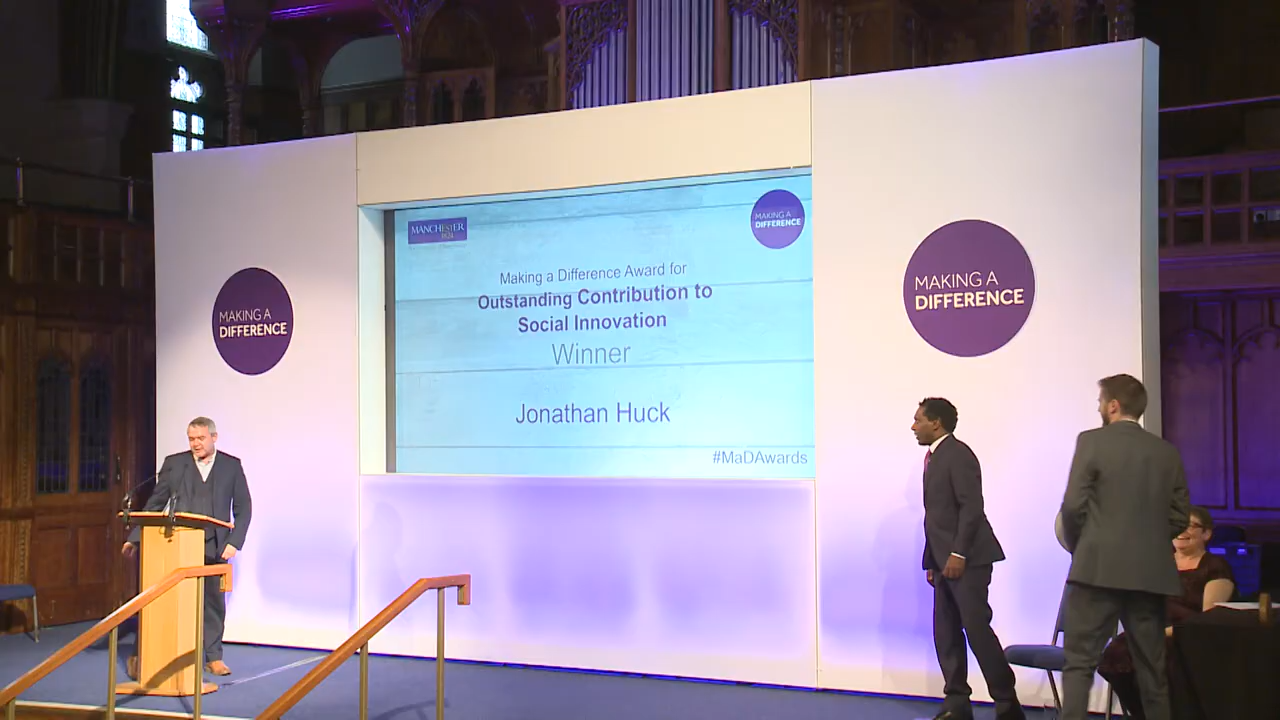 MANCHESTER
1824
MAKING A
DIFFERENCE
Making a Difference Award for
Outstanding Contribution to
Social Innovation
Winner
Jonathan Huck
#MaDAwards
MAKING A
DIFFERENCE
MAKING A
DIFFERENCE